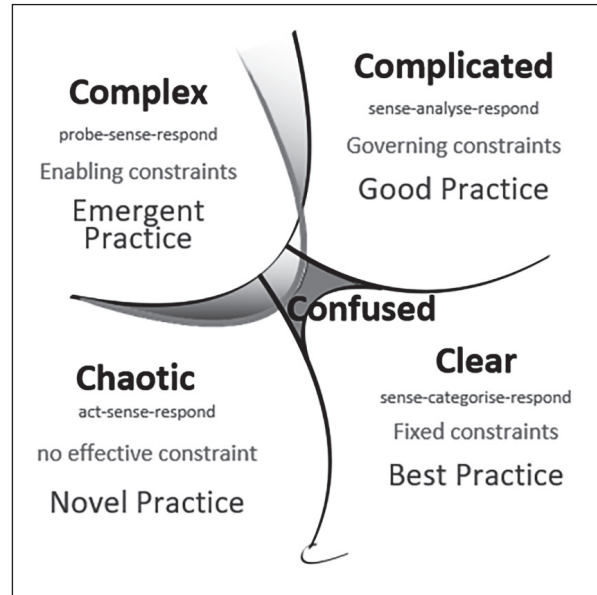 Complex
probe-sense-respond
Enabling constraints
Emergent
Practice
Complicated
sense-analyse-respond
Governing constraints
Good Practice
Confused
Chaotic
act-sense-respond
no effective constraint
Novel Practice
Clear
sense-categorise-respond
Fixed constraints
Best Practice